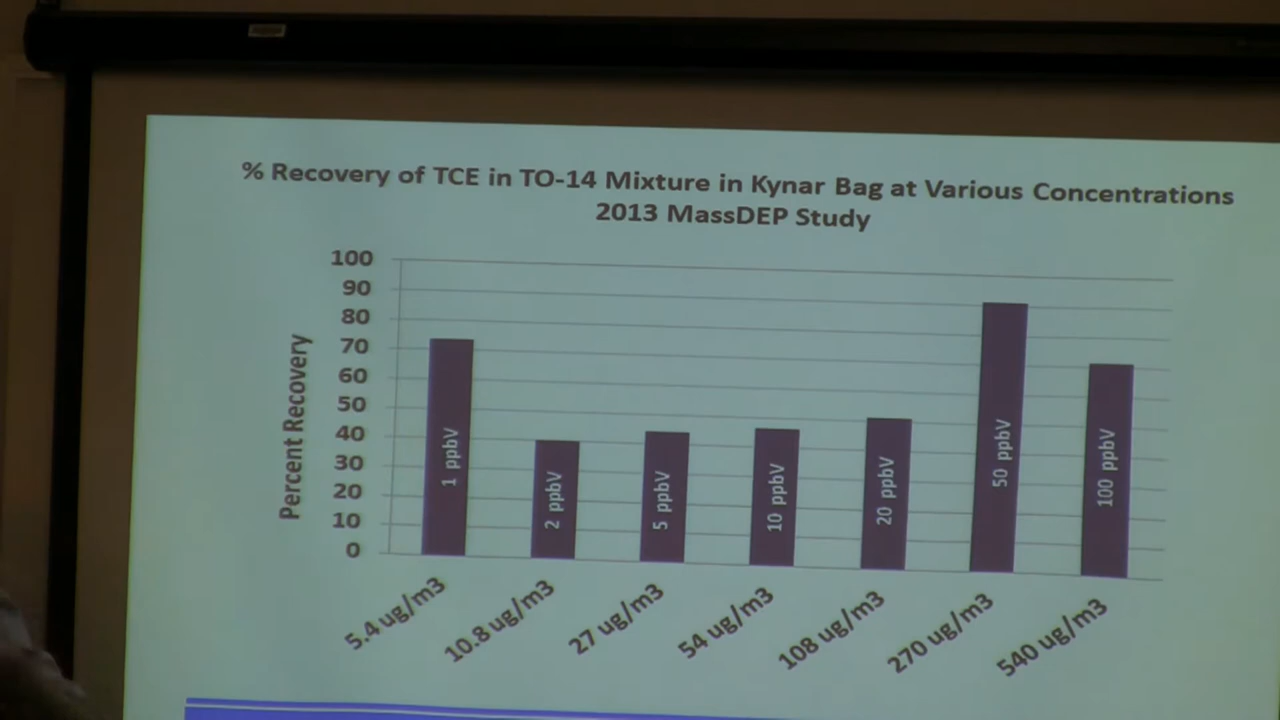 % Recovery of TCE in TO-14 Mixture in Kynar Bag at Various Concentrations
2013 MassDEP Study
Percent Recovery
100
90
80
70
60
50
40
30
20
10
0
1 ppbV
2 ppbV
5 ppbV
10 ppbV
20 ppbV
50 ppbV
100 ppbV
5.4 ug/m3
10.8 ug/m3
27 ug/m3
54 ug/m3
108 ug/m3
270 ug/m3
540 ug/m3